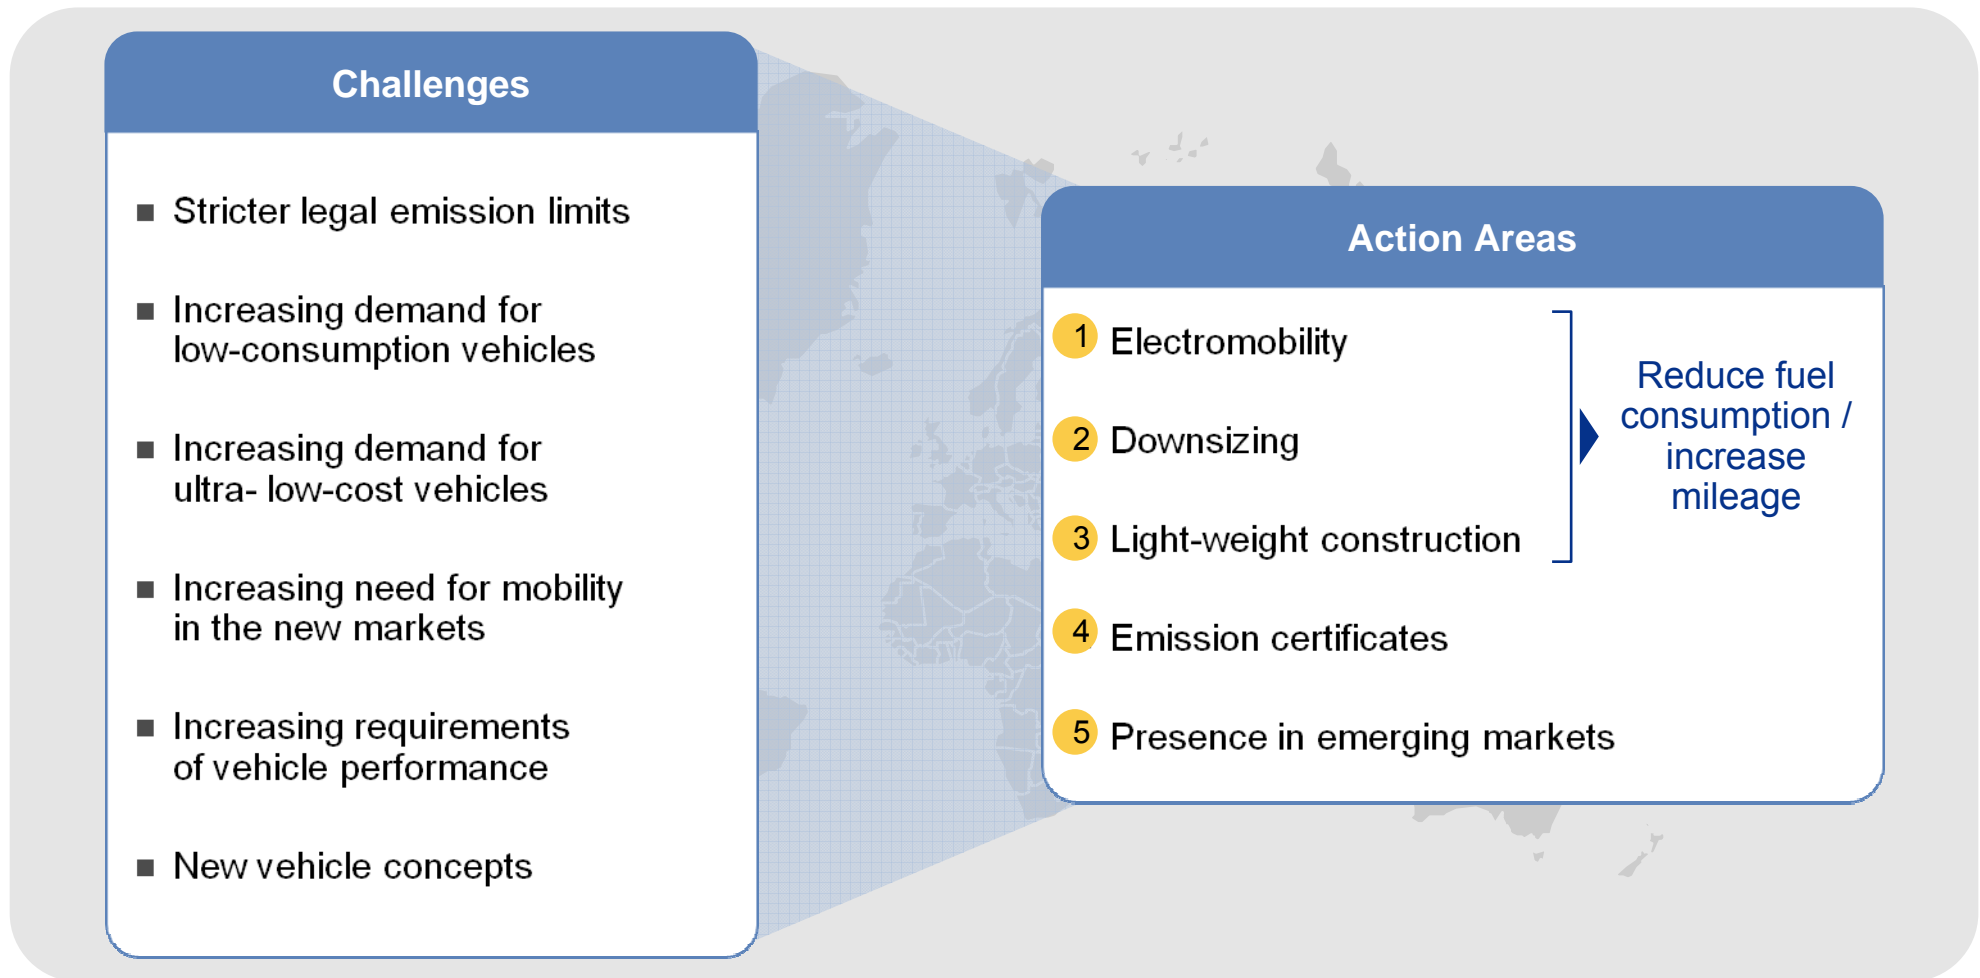 Challenges
■ Stricter legal emission limits
■ Increasing demand for
low-consumption vehicles
■ Increasing demand for
ultra- low-cost vehicles
■ Increasing need for mobility
in the new markets
■ Increasing requirements
of vehicle performance
■ New vehicle concepts
Action Areas
1 Electromobility
2 Downsizing
3 Light-weight construction
4 Emission certificates
5 Presence in emerging markets
Reduce fuel
consumption /
increase
mileage